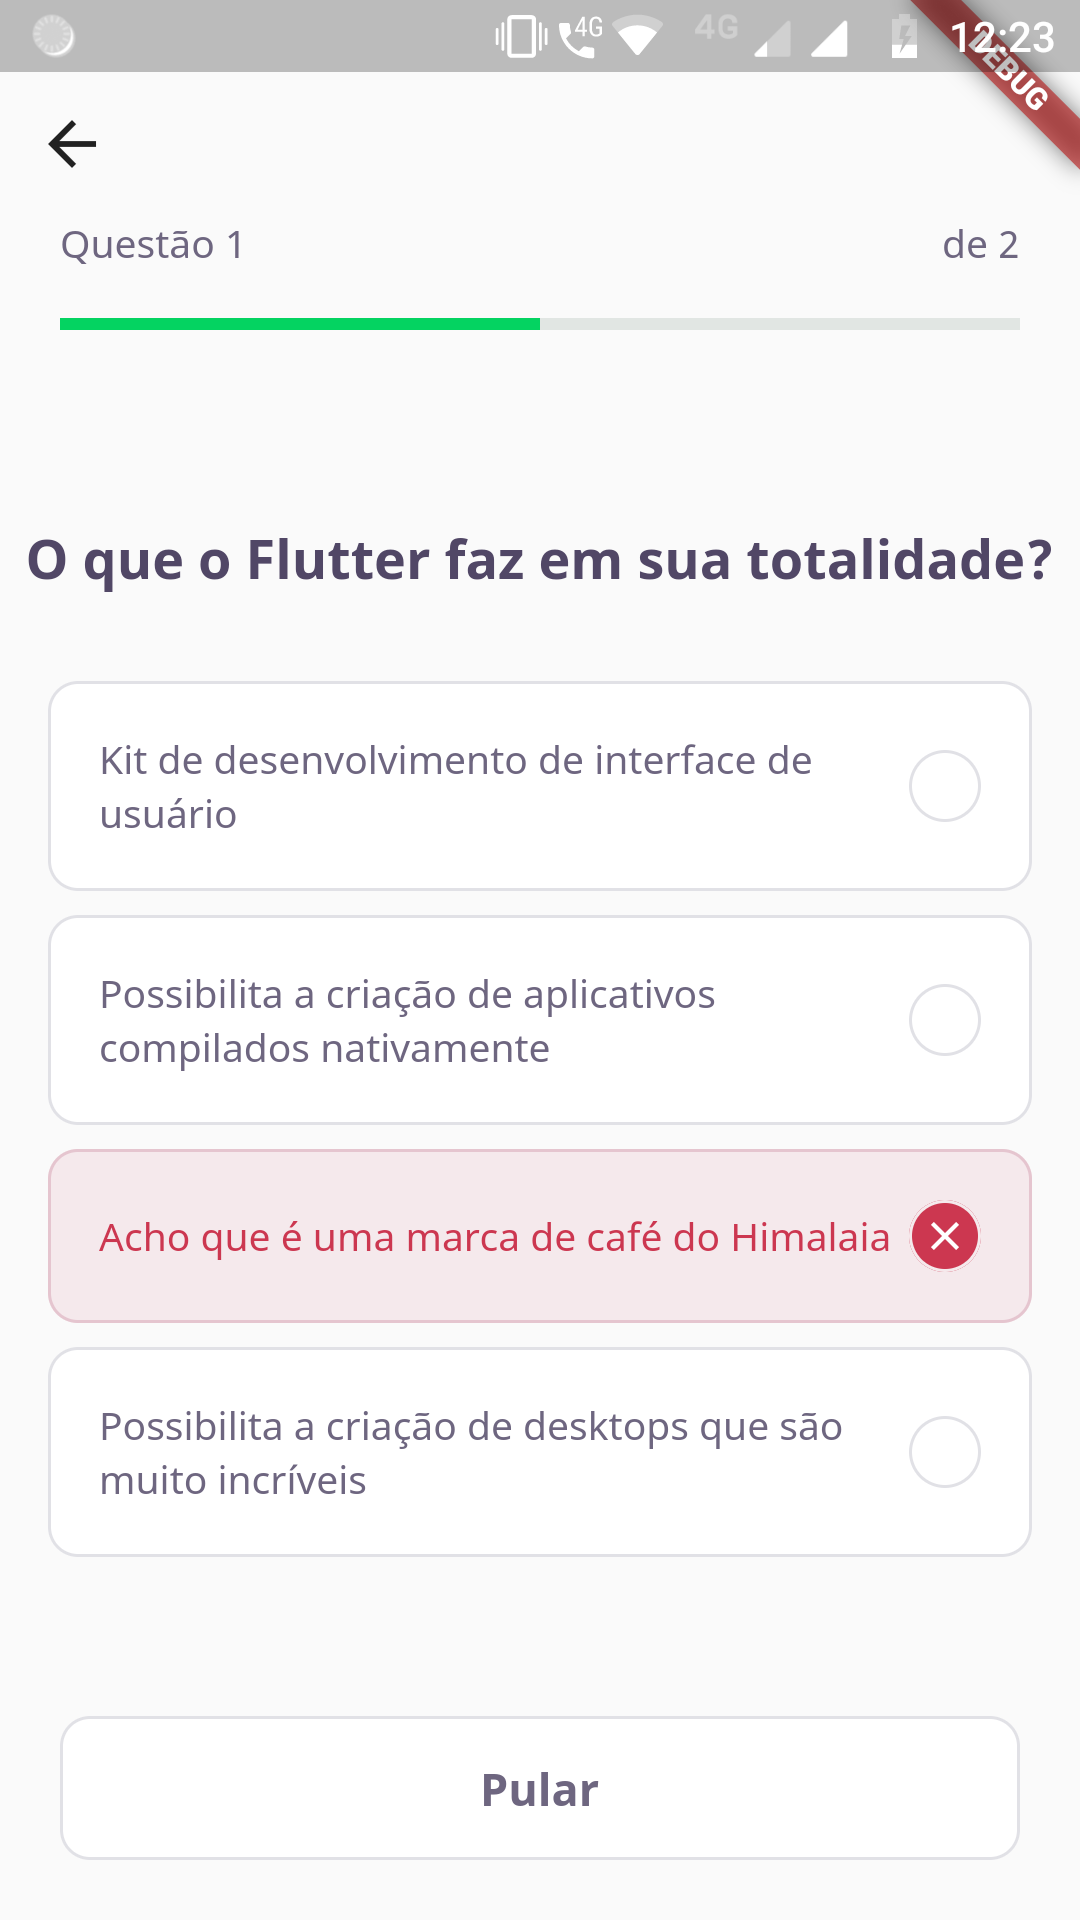 4G 4G 12:23
DEBUG
Questão 1 de 2
O que o Flutter faz em sua totalidade?
Kit de desenvolvimento de interface de
usuário
Possibilita a criação de aplicativos
compilados nativamente
Acho que é uma marca de café do Himalaia
Possibilita a criação de desktops que são
muito incríveis
Pular